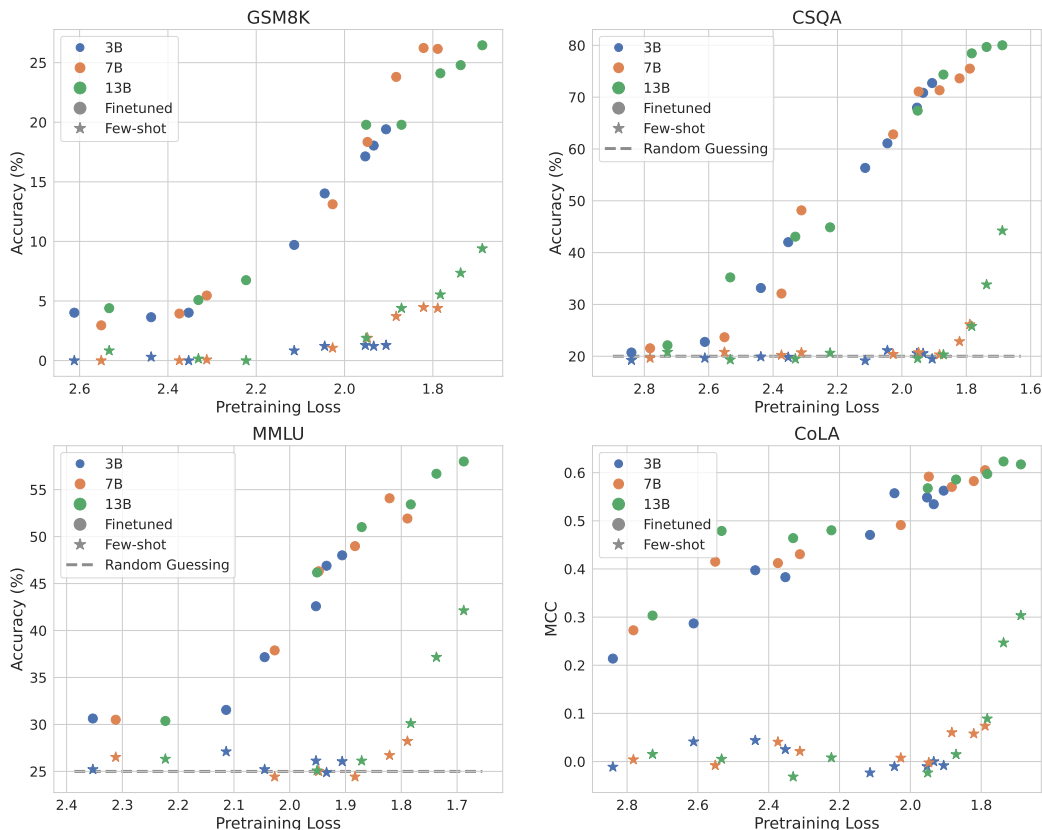 GSM8K
3B
7B
13B
Finetuned
Few-shot
Accuracy (%)
25
20
15
10
5
0
2.6 2.4 2.2 2.0 1.8
Pretraining Loss
CSQA
3B
7B
13B
Finetuned
Few-shot
Random Guessing
Accuracy (%)
80
70
60
50
40
30
20
2.8 2.6 2.4 2.2 2.0 1.8 1.6
Pretraining Loss
MMLU
3B
7B
13B
Finetuned
Few-shot
Random Guessing
Accuracy (%)
55
50
45
40
35
30
25
2.4 2.3 2.2 2.1 2.0 1.9 1.8 1.7
Pretraining Loss
CoLA
3B
7B
13B
Finetuned
Few-shot
MCC
0.6
0.5
0.4
0.3
0.2
0.1
0.0
2.8 2.6 2.4 2.2 2.0 1.8
Pretraining Loss